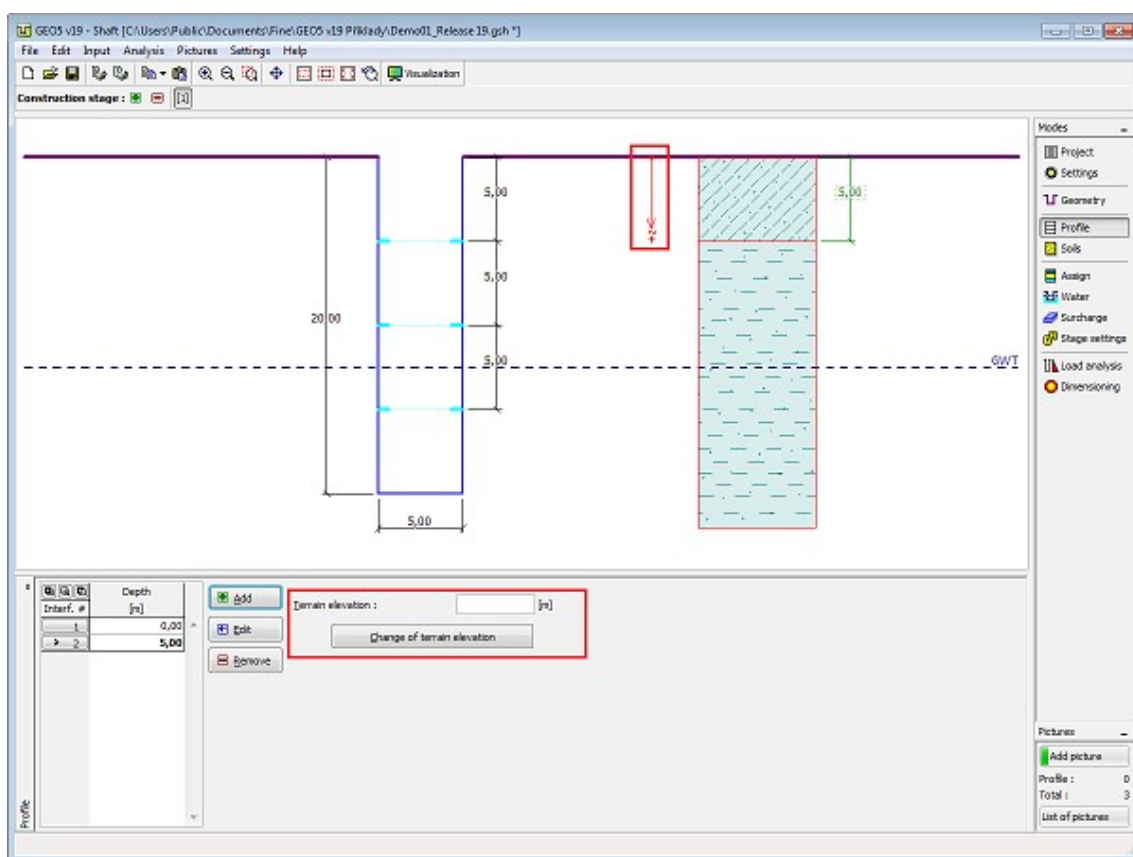 GEO5 v19 - Shaft [C:\Users\Public\Documents\Fine\GEO5 v19 Příklady\Demo01_Release 19.gsh *]
File Edit Input Analysis Pictures Settings Help
Visualization
Construction stage : [1]
Modes
Project
Settings
Geometry
Profile
Soils
Assign
Water
Surcharge
Stage settings
Load analysis
Dimensioning
5,00
+z
5,00
5,00
20,00
5,00
GWT
5,00
Depth
Interf. # [m]
1 0,00
2 5,00
Add
Edit
Remove
Terrain elevation : [m]
Change of terrain elevation
Profile
Pictures
Add picture
Profile : 0
Total : 3
List of pictures